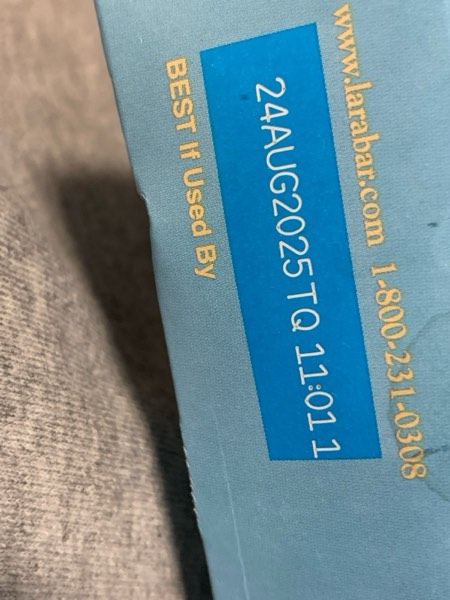 www.larabar.com 1-800-231-0308
24AUG2025 TQ 11:01 1
BEST If Used By